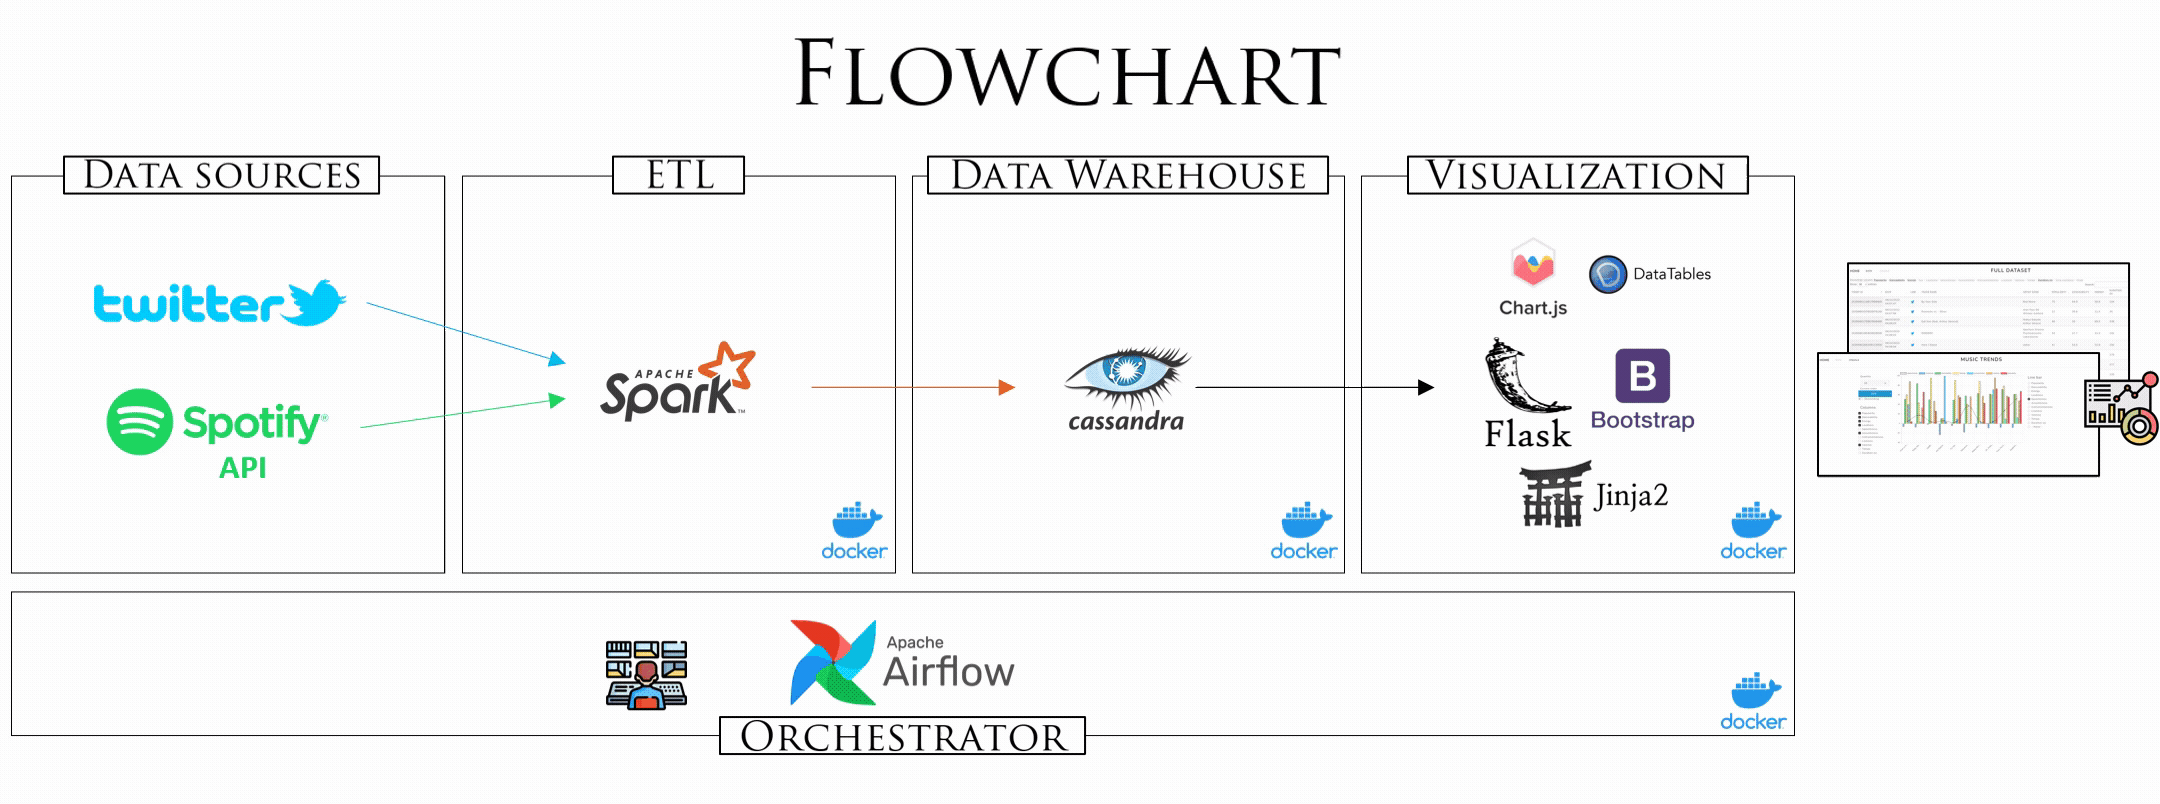 FLOWCHART
DATA SOURCES
ETL
DATA WAREHOUSE
VISUALIZATION
twitter
Spotify®
API
APACHE
Spark™
cassandra
Chart.js
DataTables
Flask
Bootstrap
Jinja2
docker
docker
docker
FULL DATASET
MUSIC TRENDS
Apache
Airflow
docker
ORCHESTRATOR